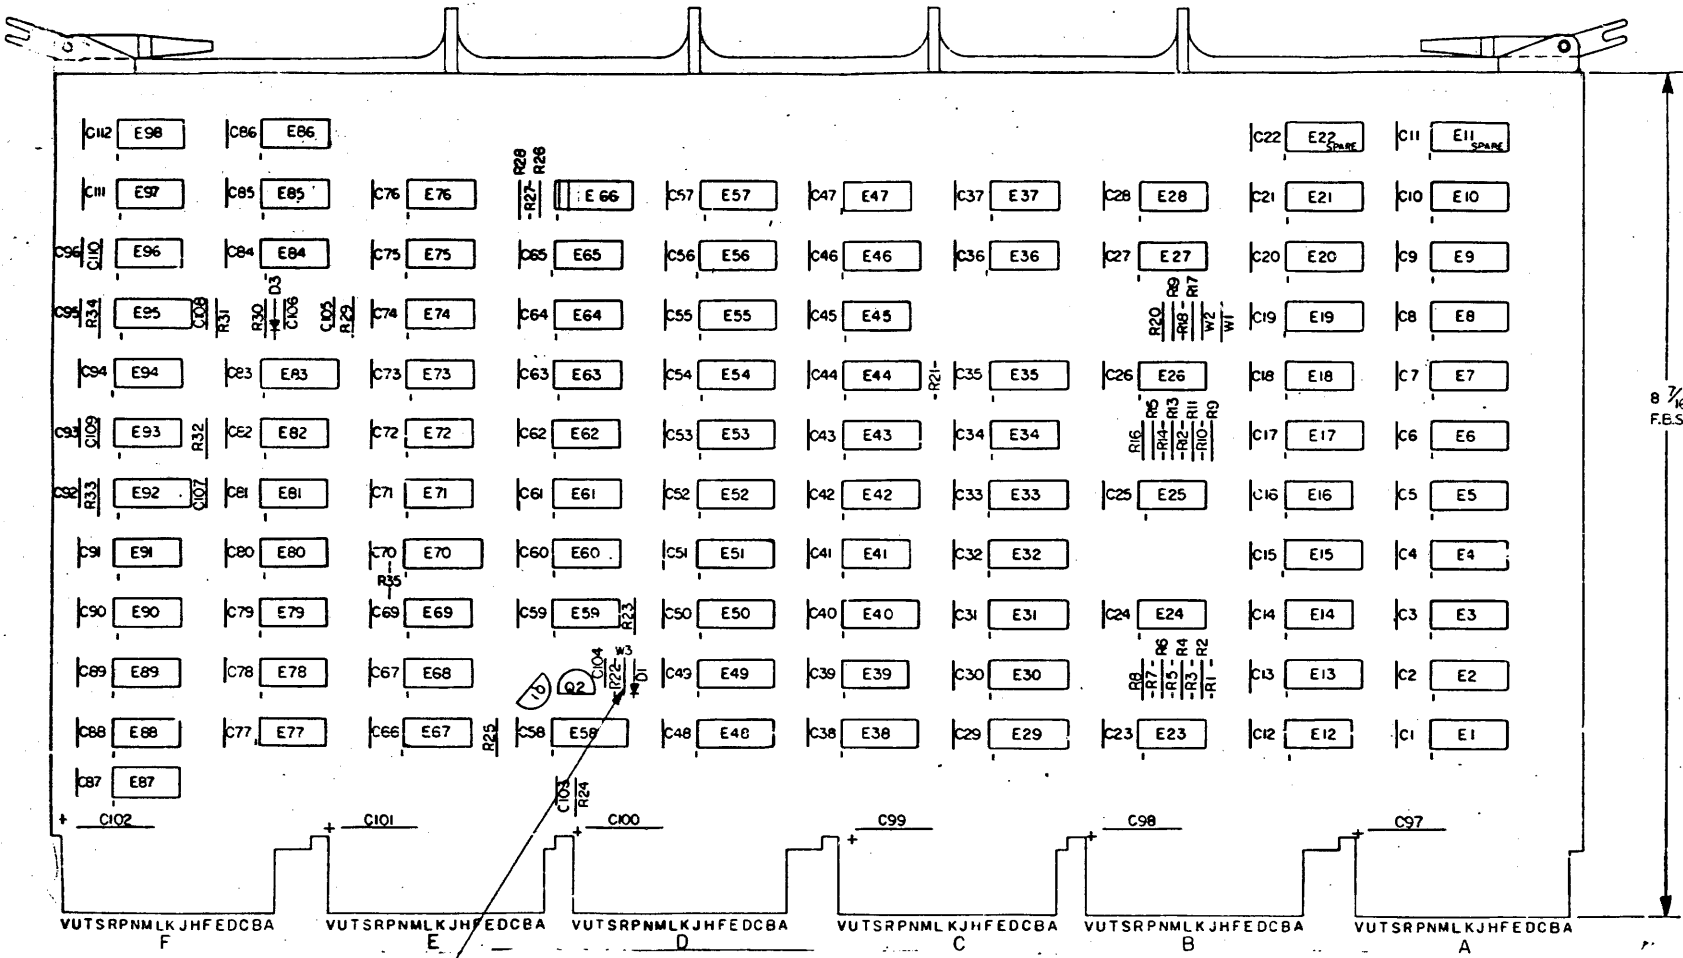 C112 E98 C86 E86 C22 E22 SPARE C11 E11 SPARE
R28 R26
C111 E97 C85 E85 C76 E76 -R27- E66 C57 E57 C47 E47 C37 E37 C28 E28 C21 E21 C10 E10
C96 C110 E96 C84 E84 C75 E75 C65 E65 C56 E56 C46 E46 C36 E36 C27 E27 C20 E20 C9 E9
D3 R19 R17
C95 R34 E95 C108 R31 R30 C106 C105 R29 C74 E74 C64 E64 C55 E55 C45 E45 R20 -R18- W2 W1 C19 E19 C8 E8
C94 E94 C83 E83 C73 E73 C63 E63 C54 E54 C44 E44 -R21- C35 E35 C26 E26 C18 E18 C7 E7
8 7/16
F.B.S
R15 R13 R11 R9
C93 C109 E93 R32 C82 E82 C72 E72 C62 E62 C53 E53 C43 E43 C34 E34 R16 -R14- -R12- -R10- C17 E17 C6 E6
C92 R33 E92 C107 C81 E81 C71 E71 C61 E61 C52 E52 C42 E42 C33 E33 C25 E25 C16 E16 C5 E5
C91 E91 C80 E80 C70 E70 C60 E60 C51 E51 C41 E41 C32 E32 C15 E15 C4 E4
R35
C90 E90 C79 E79 C69 E69 C59 E59 R23 C50 E50 C40 E40 C31 E31 C24 E24 C14 E14 C3 E3
W3 R6 R4 R2
C89 E89 C78 E78 C67 E68 Q2 C104 R22- D1 C49 E49 C39 E39 C30 E30 R8 -R7- -R5- -R3- -R1- C13 E13 C2 E2
C88 E88 C77 E77 C66 E67 R25 C58 E58 C48 E48 C38 E38 C29 E29 C23 E23 C12 E12 C1 E1
C87 E87 C103 R24
+ C102 + C101 + C100 + C99 + C98 + C97
VUTSRPNMLKJHFEDCBA VUTSRPNMLKJHFEDCBA VUTSRPNMLKJHFEDCBA VUTSRPNMLKJHFEDCBA VUTSRPNMLKJHFEDCBA VUTSRPNMLKJHFEDCBA
F E D C B A